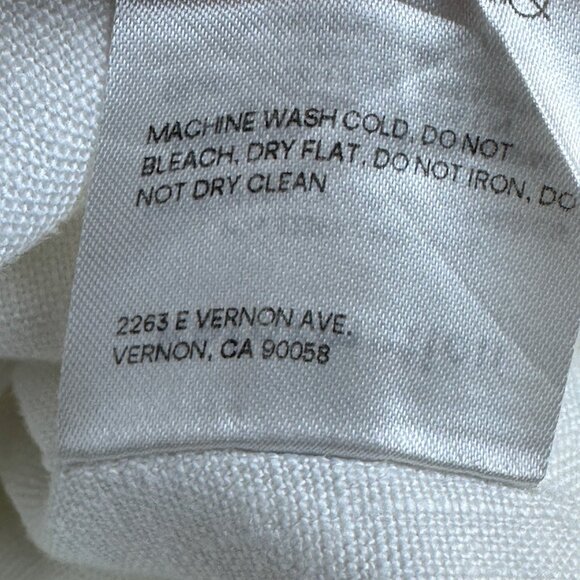 MACHINE WASH COLD, DO NOT
BLEACH, DRY FLAT, DO NOT IRON, DO
NOT DRY CLEAN
2263 E VERNON AVE.
VERNON, CA 90058